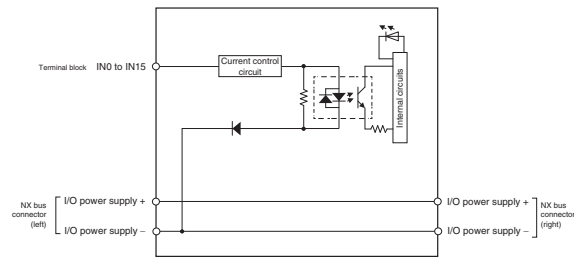 Current control
circuit
Terminal block IN0 to IN15
Internal circuits
NX bus
connector
(left)
I/O power supply +
I/O power supply −
I/O power supply +
I/O power supply −
NX bus
connector
(right)